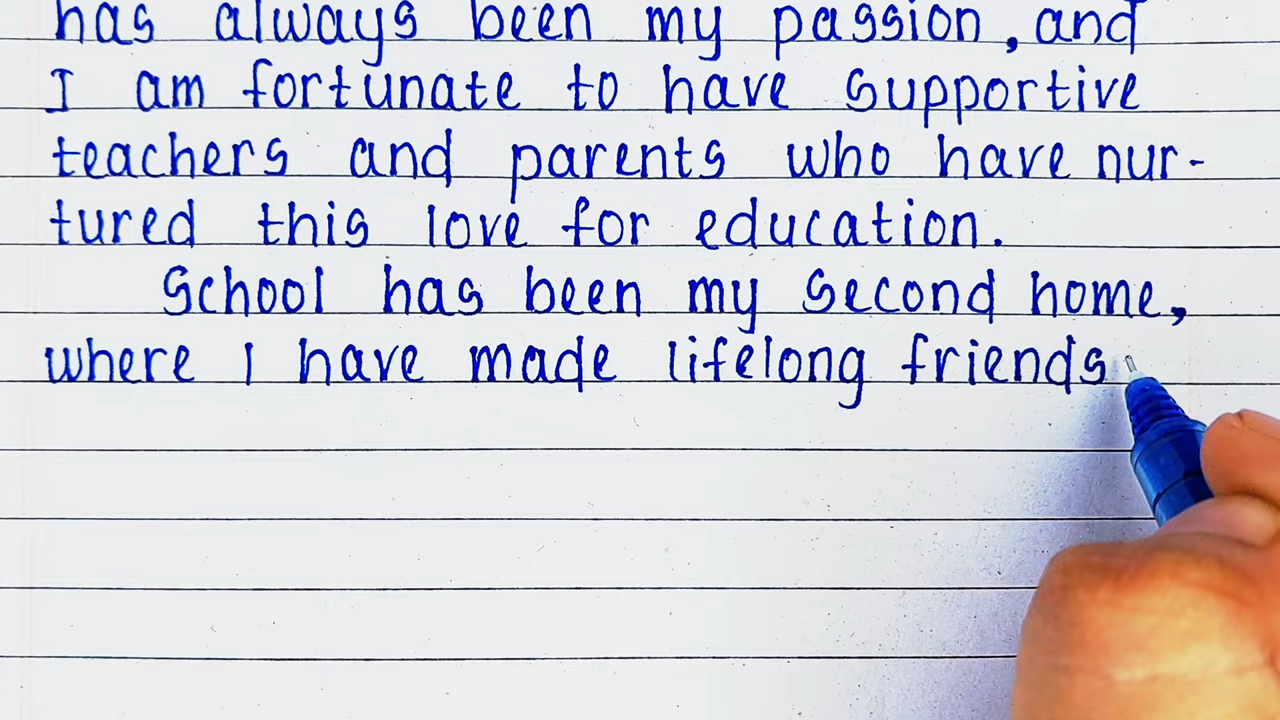 has always been my passion, and
I am fortunate to have supportive
teachers and parents who have nur-
tured this love for education.
School has been my second home,
where I have made lifelong friends